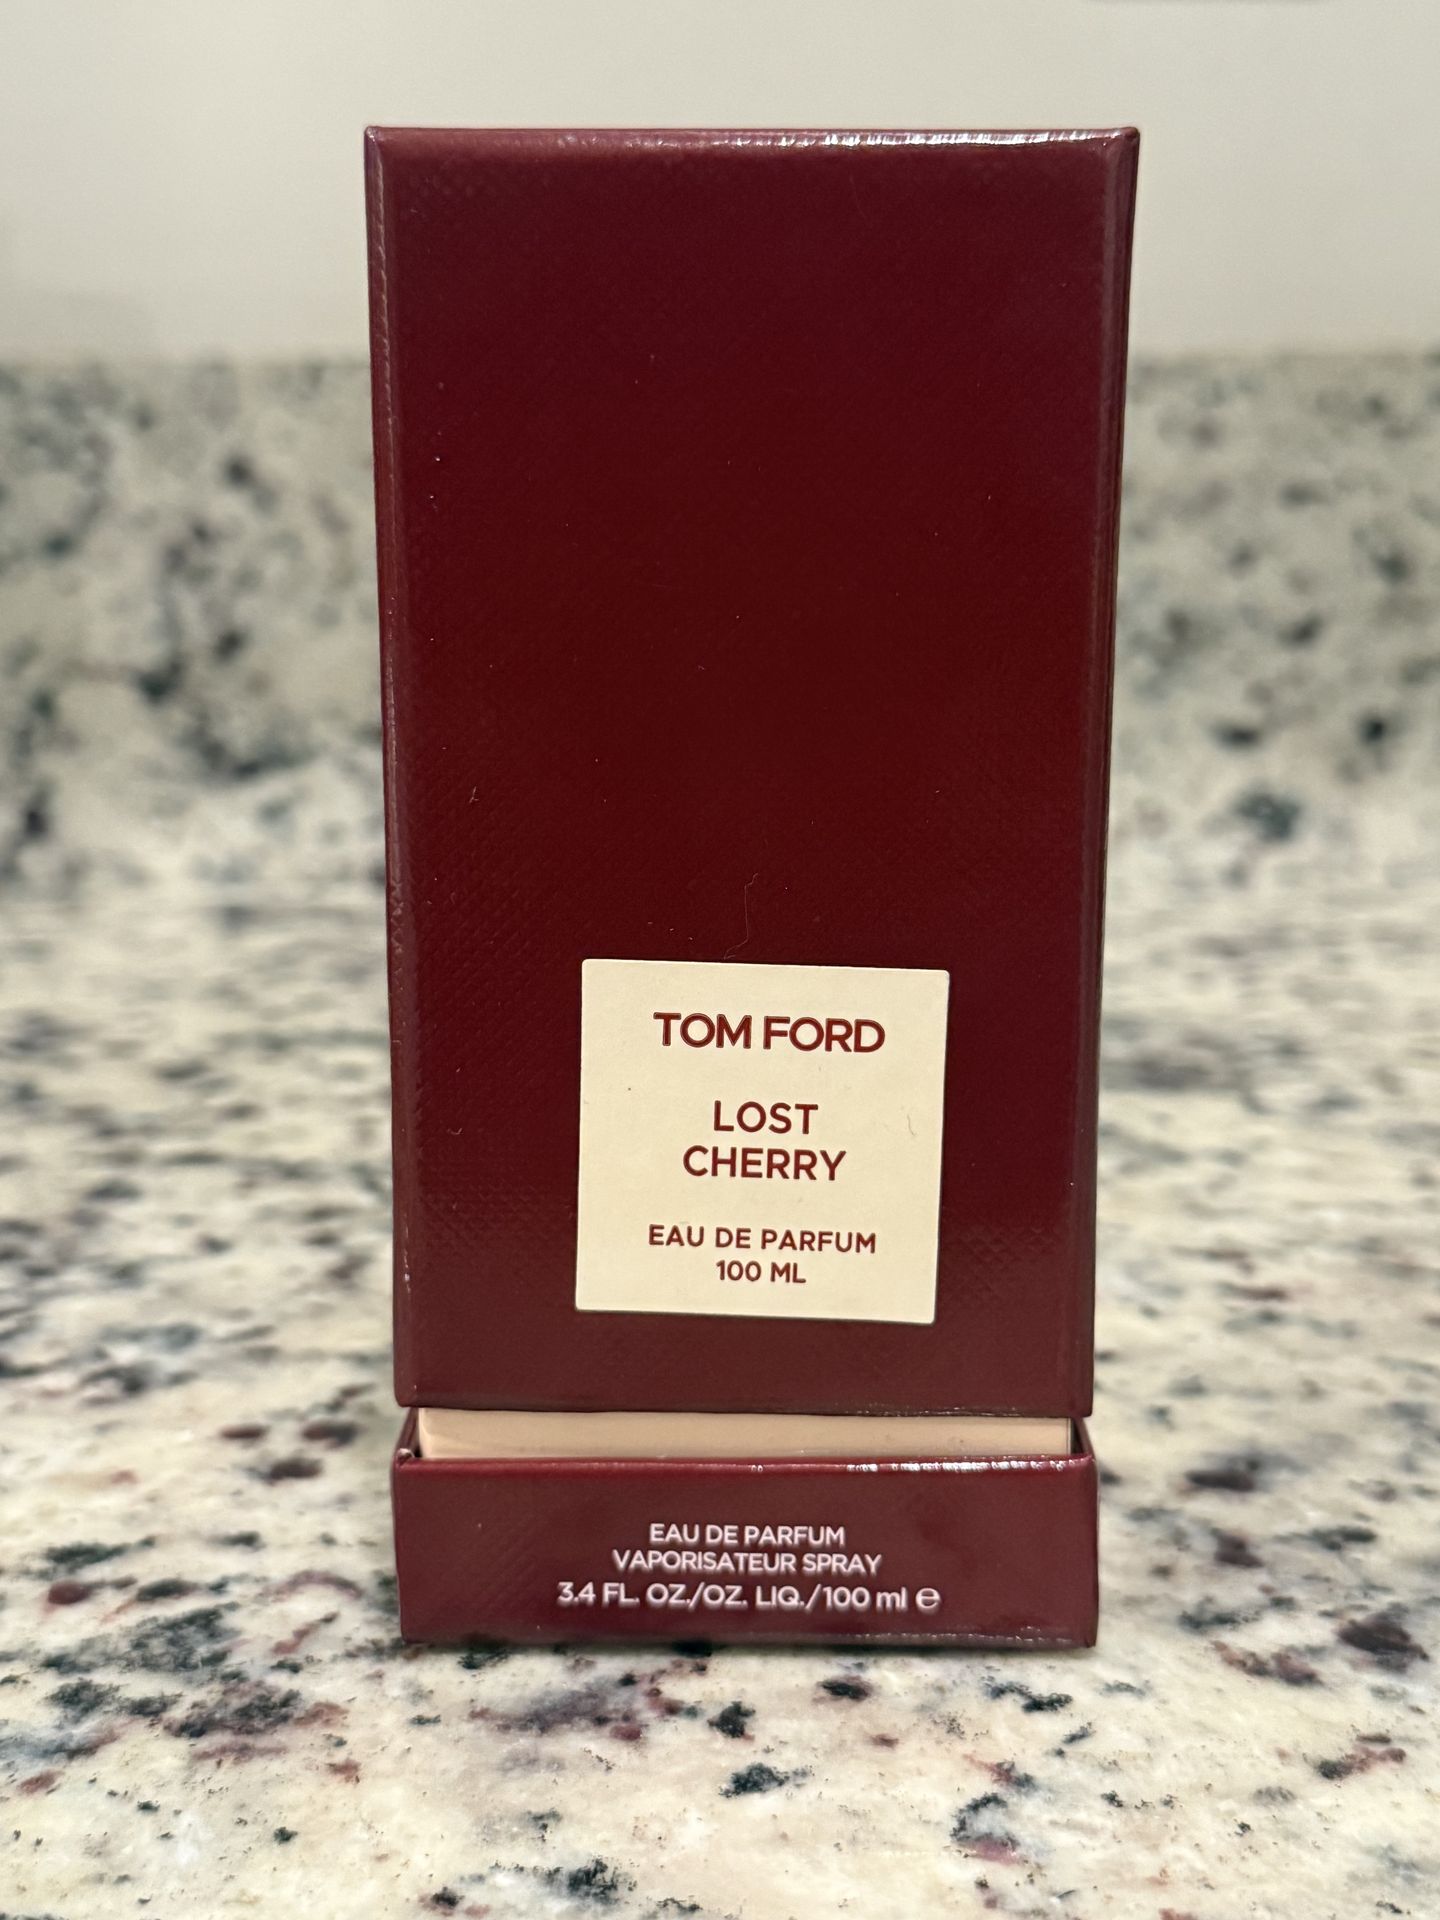 TOM FORD
LOST
CHERRY
EAU DE PARFUM
100 ML
EAU DE PARFUM
VAPORISATEUR SPRAY
3.4 FL. OZ./OZ. LIQ./100 ml ℮